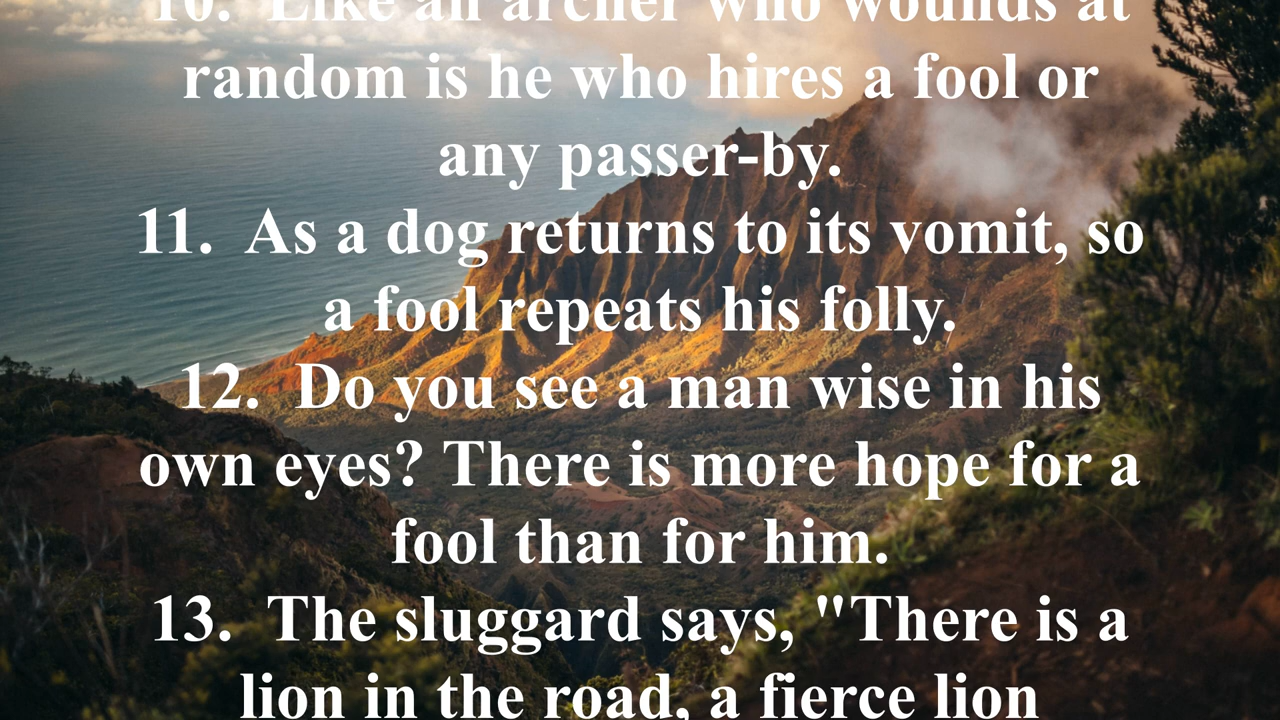 10.  Like an archer who wounds at
random is he who hires a fool or
any passer-by.
11.  As a dog returns to its vomit, so
a fool repeats his folly.
12.  Do you see a man wise in his
own eyes? There is more hope for a
fool than for him.
13.  The sluggard says, "There is a
lion in the road, a fierce lion